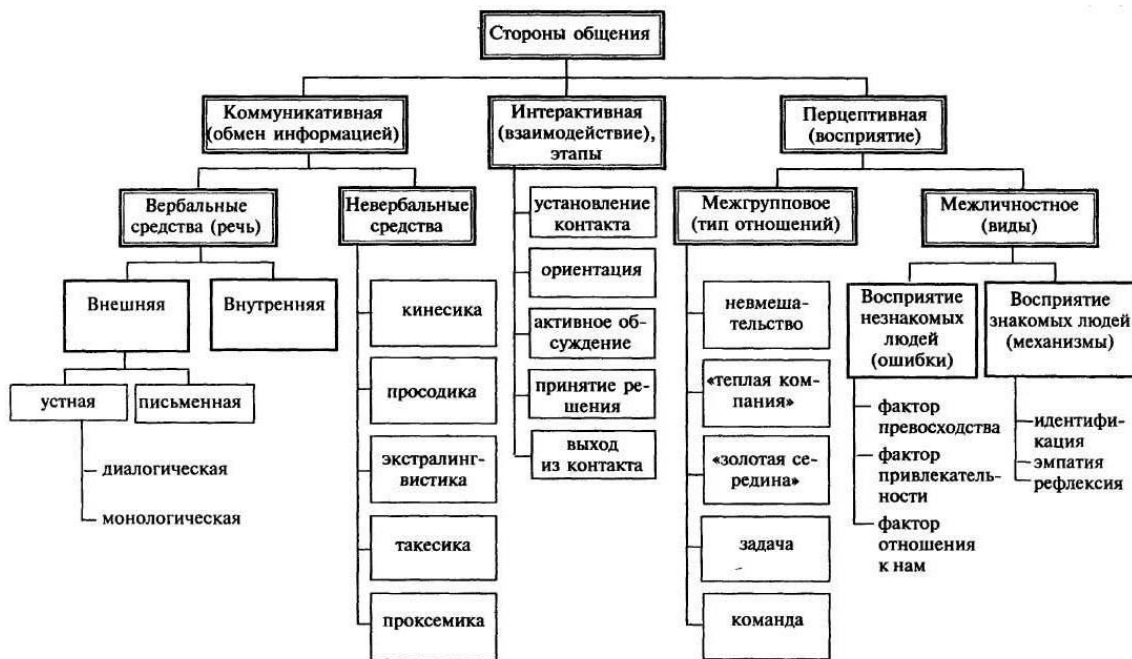 Стороны общения
Коммуникативная
(обмен информацией)
Интерактивная
(взаимодействие),
этапы
Перцептивная
(восприятие)
Вербальные
средства (речь)
Невербальные
средства
установление
контакта
Межгрупповое
(тип отношений)
Межличностное
(виды)
Внешняя
Внутренняя
кинесика
ориентация
невмеша-
тельство
Восприятие
незнакомых
людей
(ошибки)
Восприятие
знакомых людей
(механизмы)
активное об-
суждение
устная
письменная
просодика
принятие ре-
шения
«теплая ком-
пания»
фактор
превосходства
идентифи-
кация
эмпатия
рефлексия
выход
из контакта
диалогическая
экстралинг-
вистика
«золотая се-
редина»
фактор
привлекатель-
ности
монологическая
такесика
задача
фактор
отношения
к нам
проксемика
команда